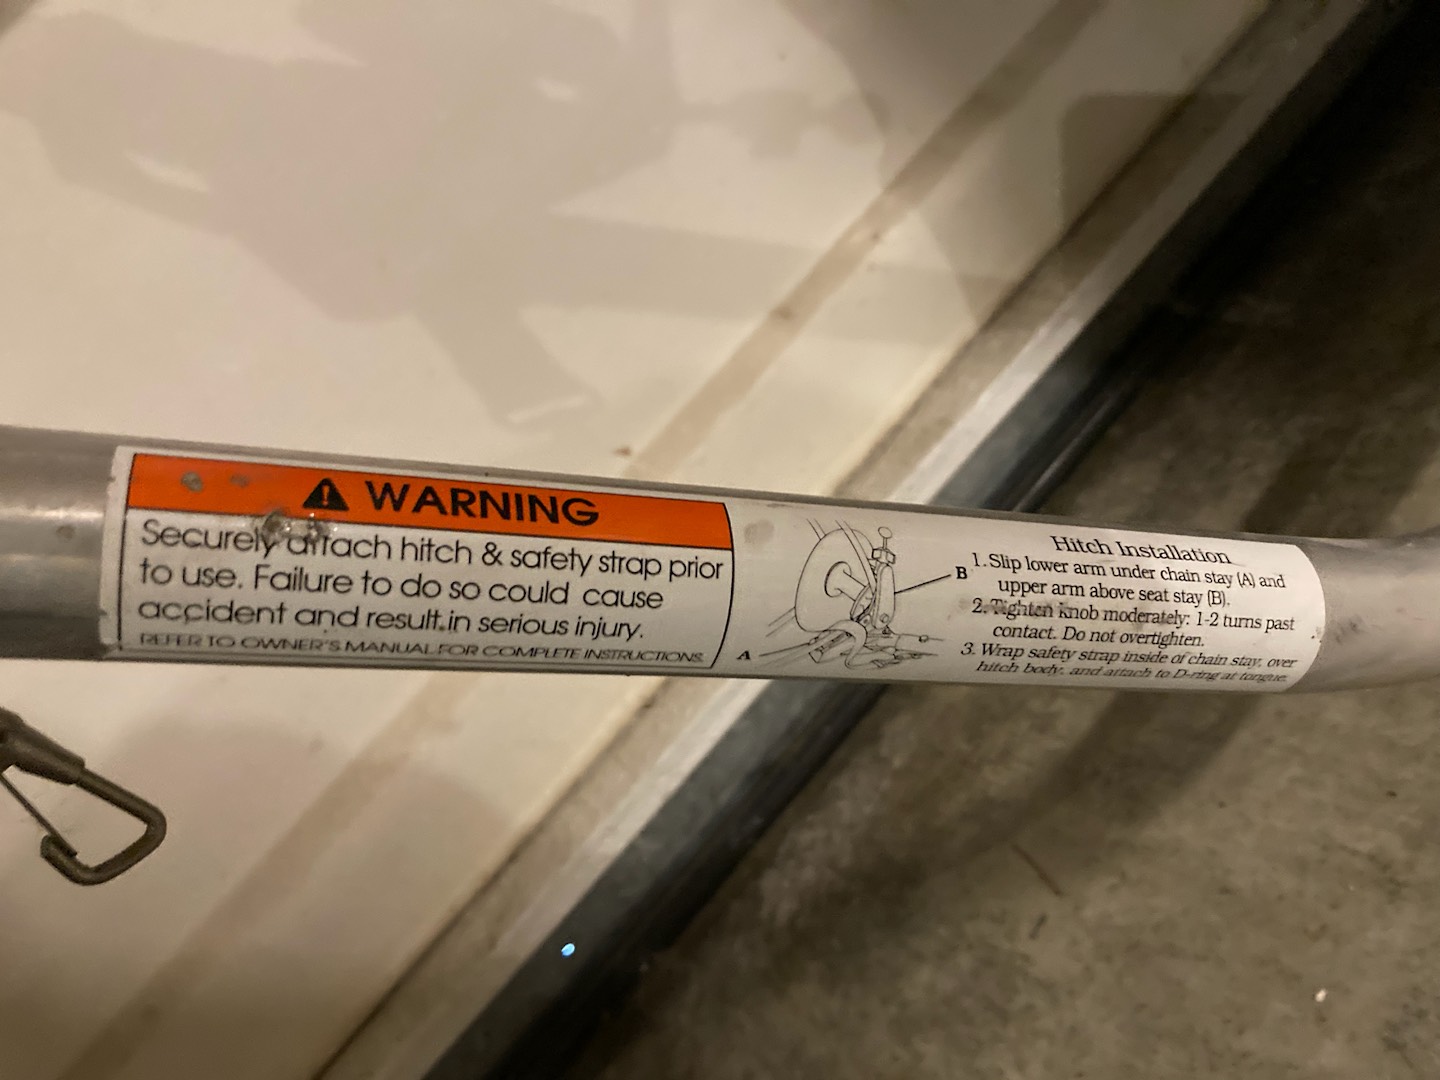 WARNING
Securely attach hitch & safety strap prior
to use. Failure to do so could cause
accident and result in serious injury.
REFER TO OWNER'S MANUAL FOR COMPLETE INSTRUCTIONS.
A
B
Hitch Installation
1. Slip lower arm under chain stay (A) and
upper arm above seat stay (B).
2. Tighten knob moderately: 1-2 turns past
contact. Do not overtighten.
3. Wrap safety strap inside of chain stay, over
hitch body, and attach to D-ring at tongue.